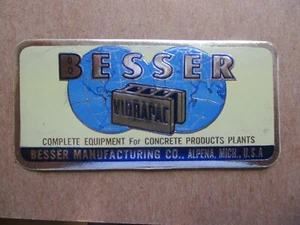 BESSER
VIBRAPAC
COMPLETE EQUIPMENT For CONCRETE PRODUCTS PLANTS
BESSER MANUFACTURING CO., ALPENA, MICH., U.S.A